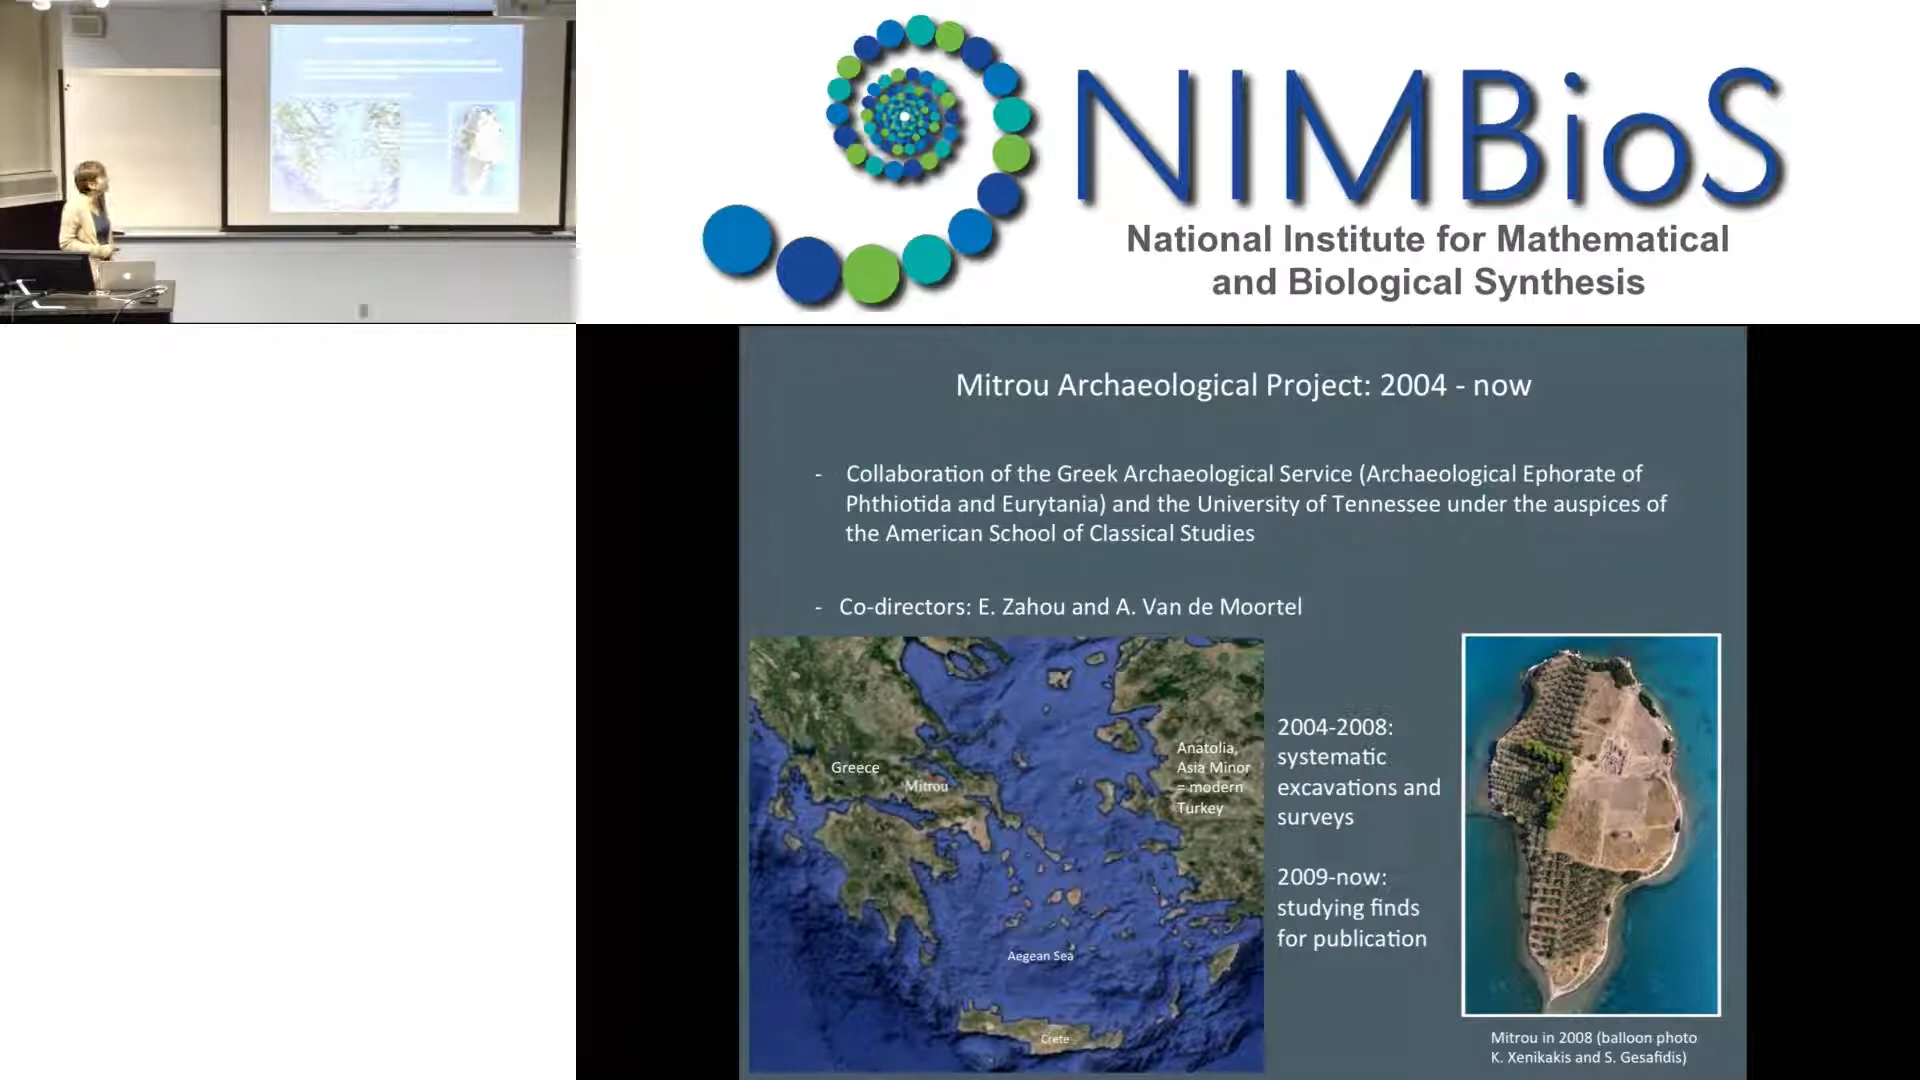 NIMBioS
National Institute for Mathematical
and Biological Synthesis
Mitrou Archaeological Project: 2004 - now
- Collaboration of the Greek Archaeological Service (Archaeological Ephorate of
Phthiotida and Eurytania) and the University of Tennessee under the auspices of
the American School of Classical Studies
- Co-directors: E. Zahou and A. Van de Moortel
Greece
Mitrou
Anatolia,
Asia Minor
= modern
Turkey
Aegean Sea
Crete
2004-2008:
systematic
excavations and
surveys
2009-now:
studying finds
for publication
Mitrou in 2008 (balloon photo
K. Xenikakis and S. Gesafidis)